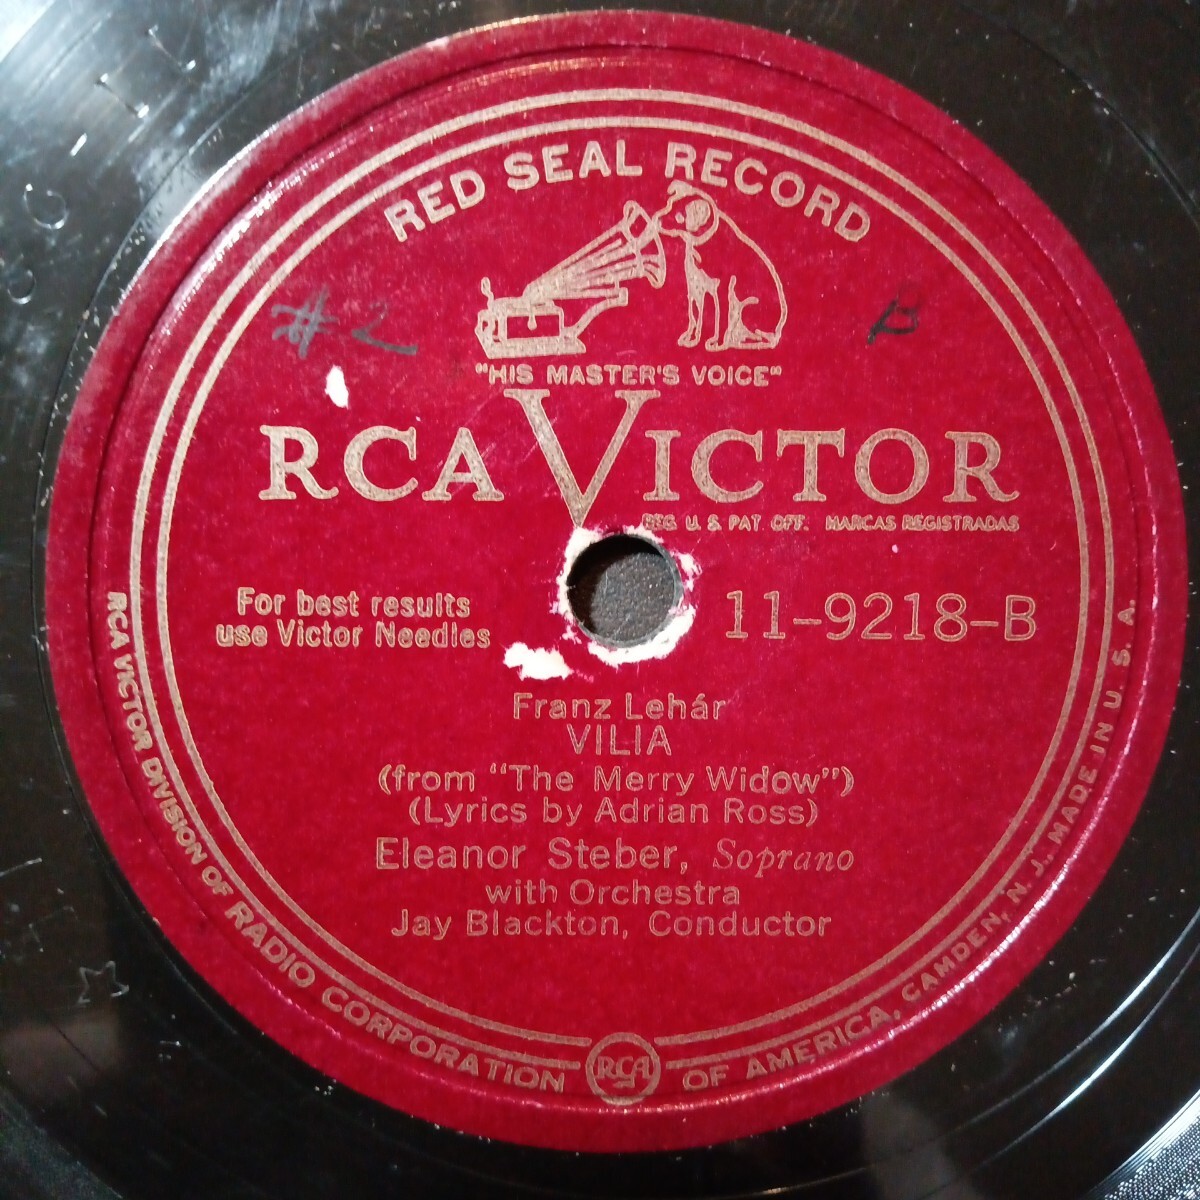 RED SEAL RECORD
#2
B
"HIS MASTER'S VOICE"
RCA VICTOR
REG. U. S. PAT. OFF. MARCAS REGISTRADAS
For best results
use Victor Needles
11-9218-B
Franz Lehár
VILIA
(from "The Merry Widow")
(Lyrics by Adrian Ross)
Eleanor Steber, Soprano
with Orchestra
Jay Blackton, Conductor
RCA VICTOR DIVISION OF RADIO CORPORATION OF AMERICA, CAMDEN, N. J., MADE IN U. S. A.
RCA